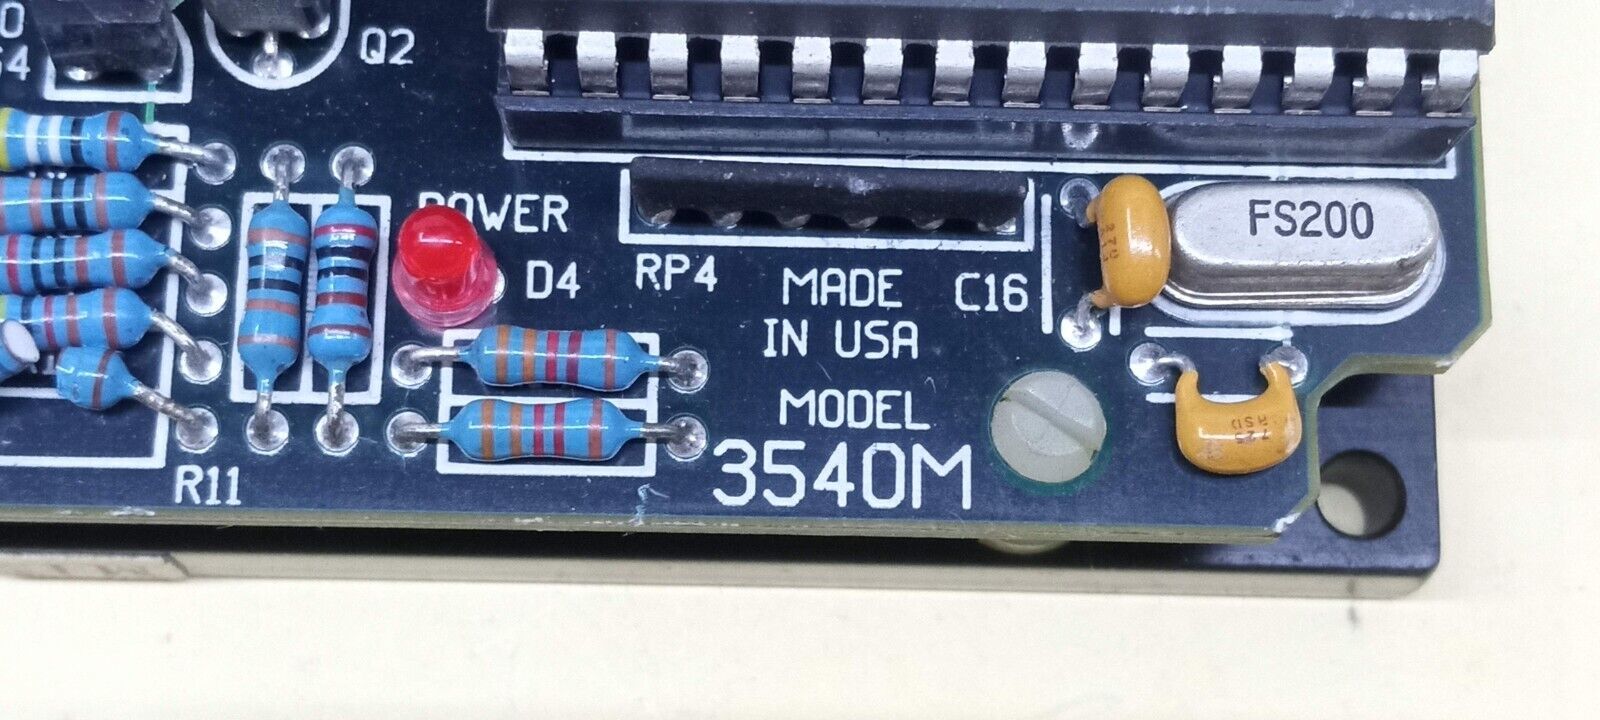 Q2
POWER
D4
RP4
MADE
IN USA
C16
FS200
MODEL
3540M
R11